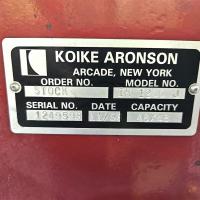 KOIKE ARONSON
ARCADE, NEW YORK
ORDER NO. MODEL NO.
STOCK
SERIAL NO. DATE CAPACITY